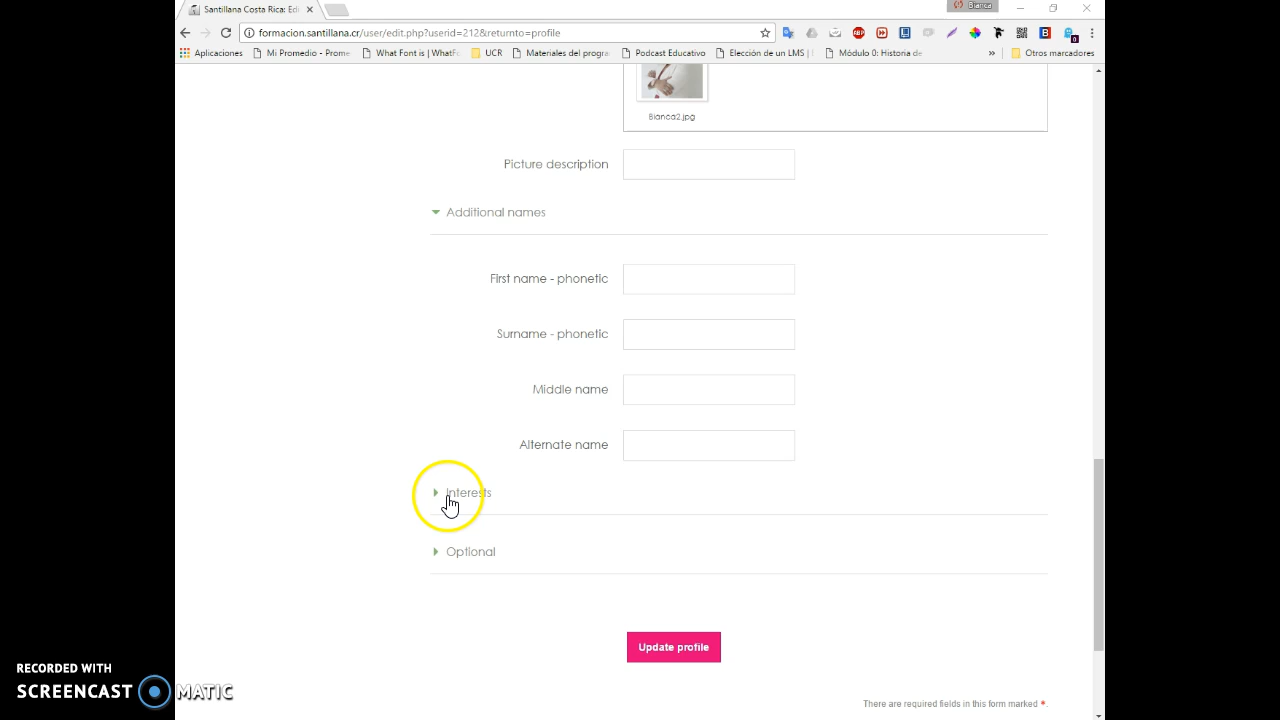 Santillana Costa Rica: Edi
Bianca
formacion.santillana.cr/user/edit.php?userid=212&returnto=profile
Aplicaciones Mi Promedio - Prome What Font is | WhatFo UCR Materiales del progra Podcast Educativo Elección de un LMS | Módulo 0: Historia de » Otros marcadores
Bianca2.jpg
Picture description
Additional names
First name - phonetic
Surname - phonetic
Middle name
Alternate name
Interests
Optional
Update profile
There are required fields in this form marked *.
RECORDED WITH
SCREENCAST MATIC